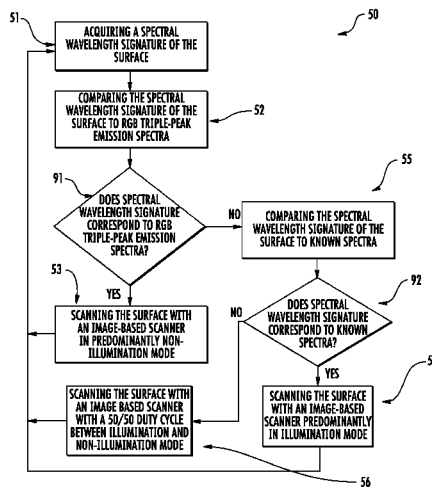 50
51
ACQUIRING A SPECTRAL
WAVELENGTH SIGNATURE OF THE
SURFACE
COMPARING THE SPECTRAL
WAVELENGTH SIGNATURE OF THE
SURFACE TO RGB TRIPLE-PEAK
EMISSION SPECTRA
52
91
DOES SPECTRAL
WAVELENGTH SIGNATURE
CORRESPOND TO RGB
TRIPLE-PEAK EMISSION
SPECTRA?
NO
55
COMPARING THE SPECTRAL
WAVELENGTH SIGNATURE OF THE
SURFACE TO KNOWN SPECTRA
53
YES
SCANNING THE SURFACE WITH
AN IMAGE-BASED SCANNER
IN PREDOMINANTLY NON-
ILLUMINATION MODE
92
NO
DOES SPECTRAL
WAVELENGTH SIGNATURE
CORRESPOND TO KNOWN
SPECTRA?
YES
SCANNING THE SURFACE WITH
AN IMAGE BASED SCANNER
WITH A 50/50 DUTY CYCLE
BETWEEN ILLUMINATION AND
NON-ILLUMINATION MODE
56
SCANNING THE SURFACE
WITH AN IMAGE-BASED
SCANNER PREDOMINANTLY
IN ILLUMINATION MODE